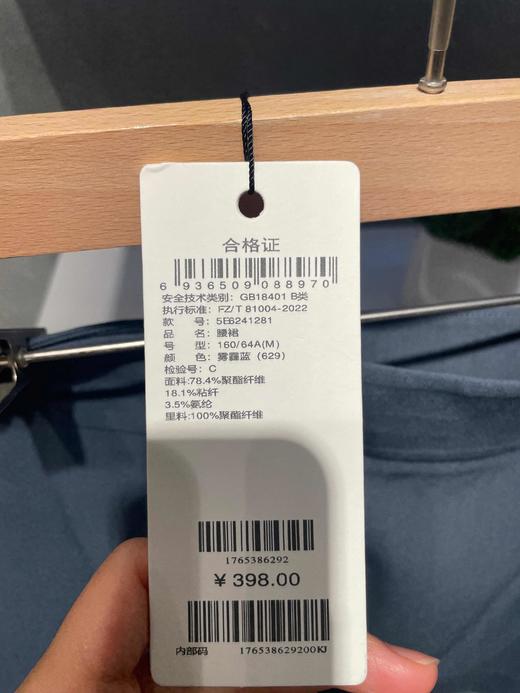 合格证
6 936509 088970
安全技术类别: GB18401 B类
执行标准: FZ/T 81004-2022
款 号: 5E6241281
品 名: 腰裙
号 型: 160/64A(M)
颜 色: 雾霾蓝 (629)
检验号: C
面料:78.4%聚酯纤维
18.1%粘纤
3.5%氨纶
里料:100%聚酯纤维
1765386292
¥ 398.00
内部码 176538629200KJ